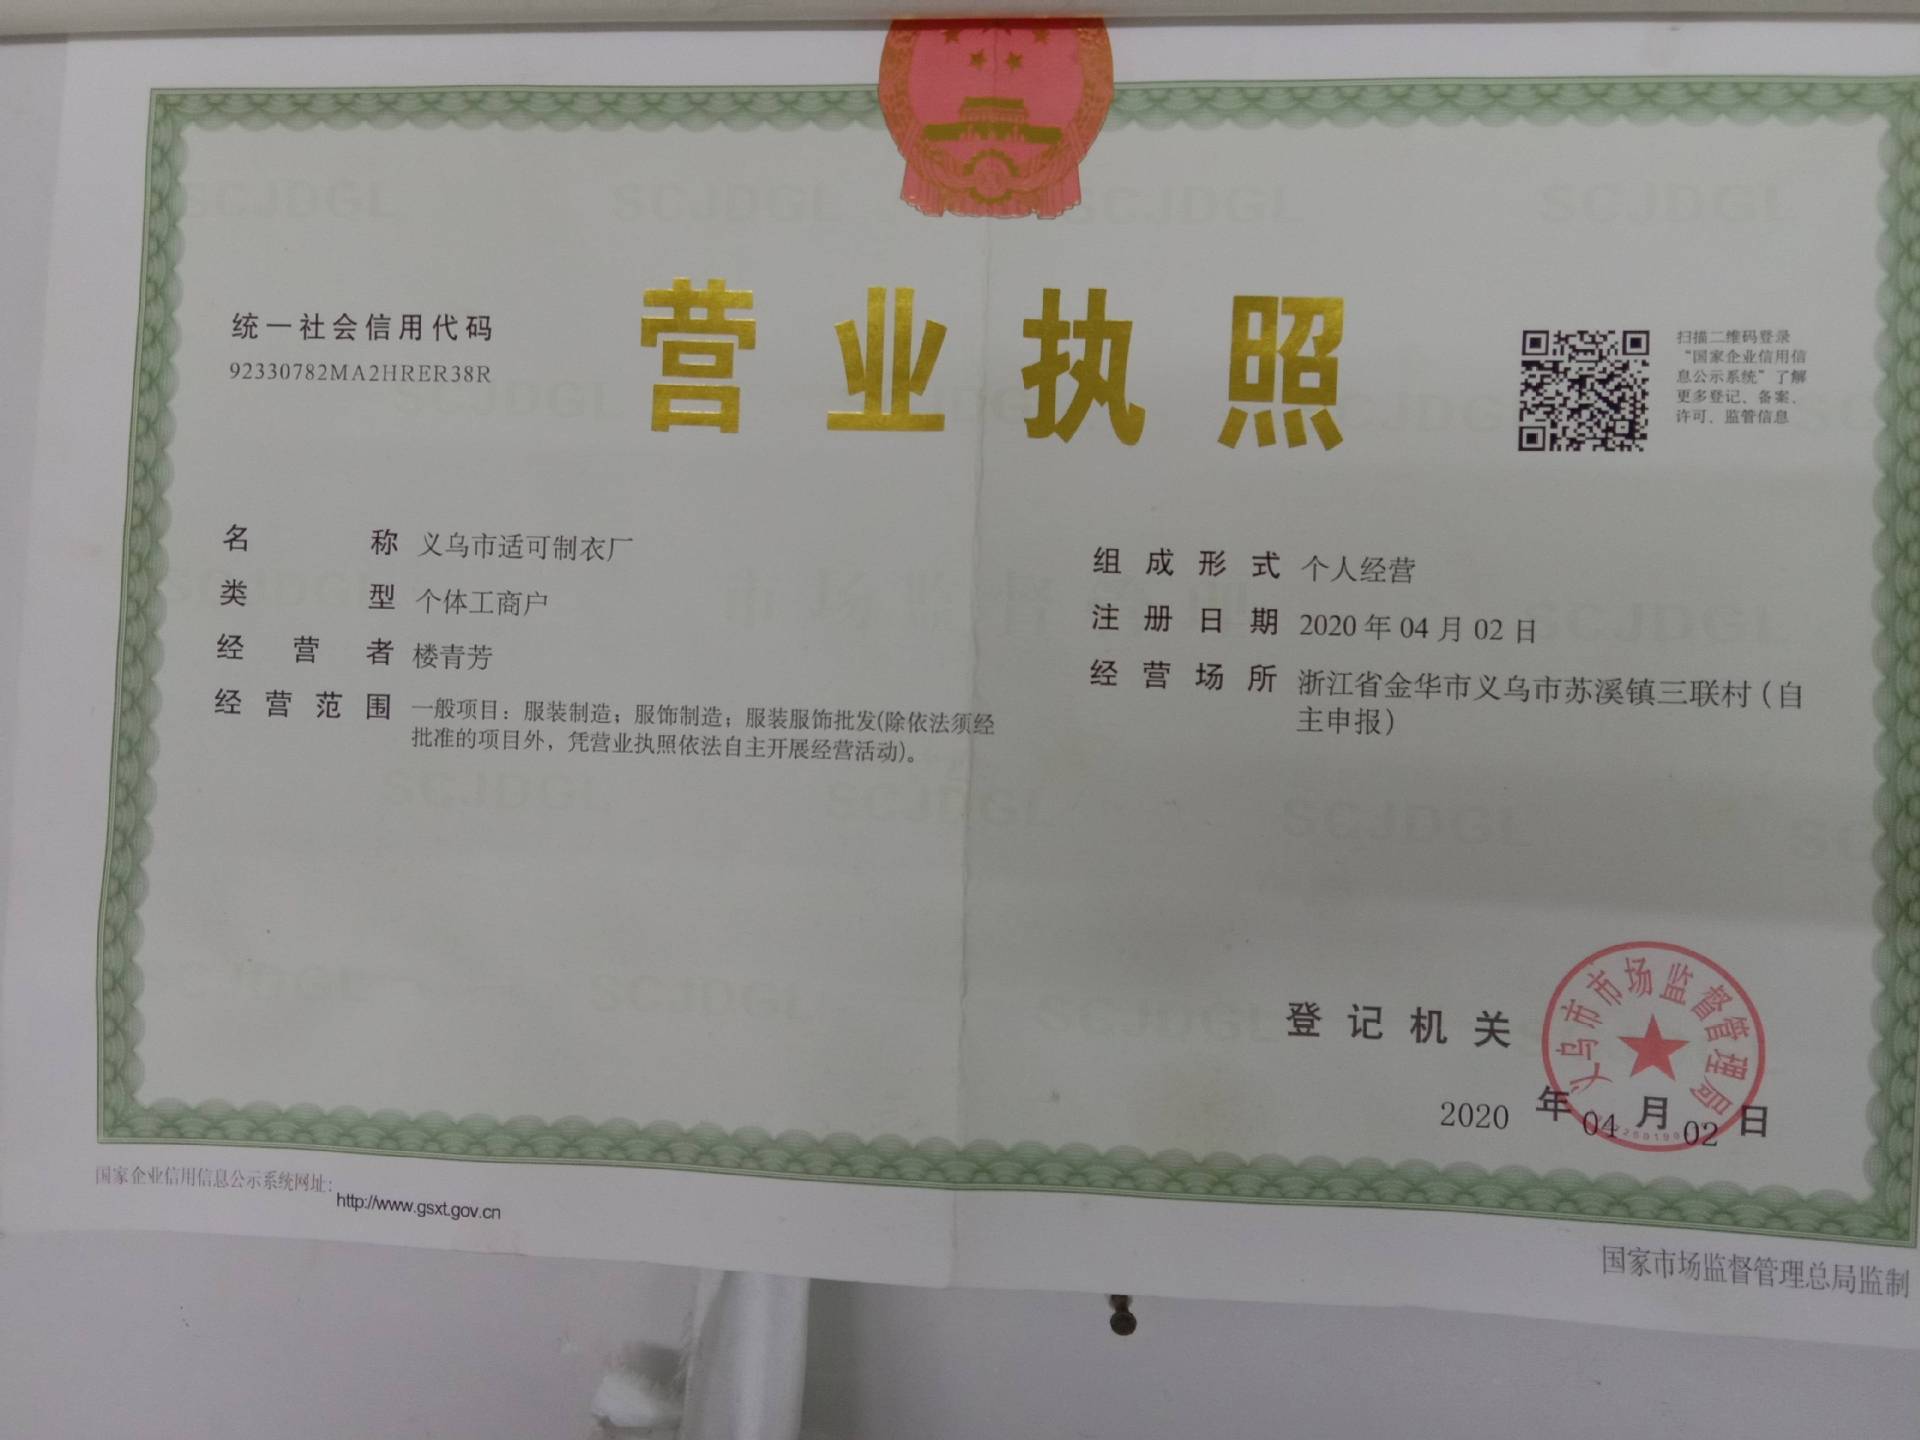 营业执照
统一社会信用代码
92330782MA2HRER38R
扫描二维码登录
“国家企业信用信
息公示系统”了解
更多登记、备案、
许可、监管信息
名称 义乌市适可制衣厂
类型 个体工商户
经营者 楼青芳
经营范围 一般项目：服装制造；服饰制造；服装服饰批发(除依法须经
批准的项目外，凭营业执照依法自主开展经营活动)。
组成形式 个人经营
注册日期 2020年04月02日
经营场所 浙江省金华市义乌市苏溪镇三联村（自
主申报）
登记机关
义乌市市场监督管理局
2020 年 04 月 02 日
国家企业信用信息公示系统网址：
http://www.gsxt.gov.cn
国家市场监督管理总局监制
SCJDGL